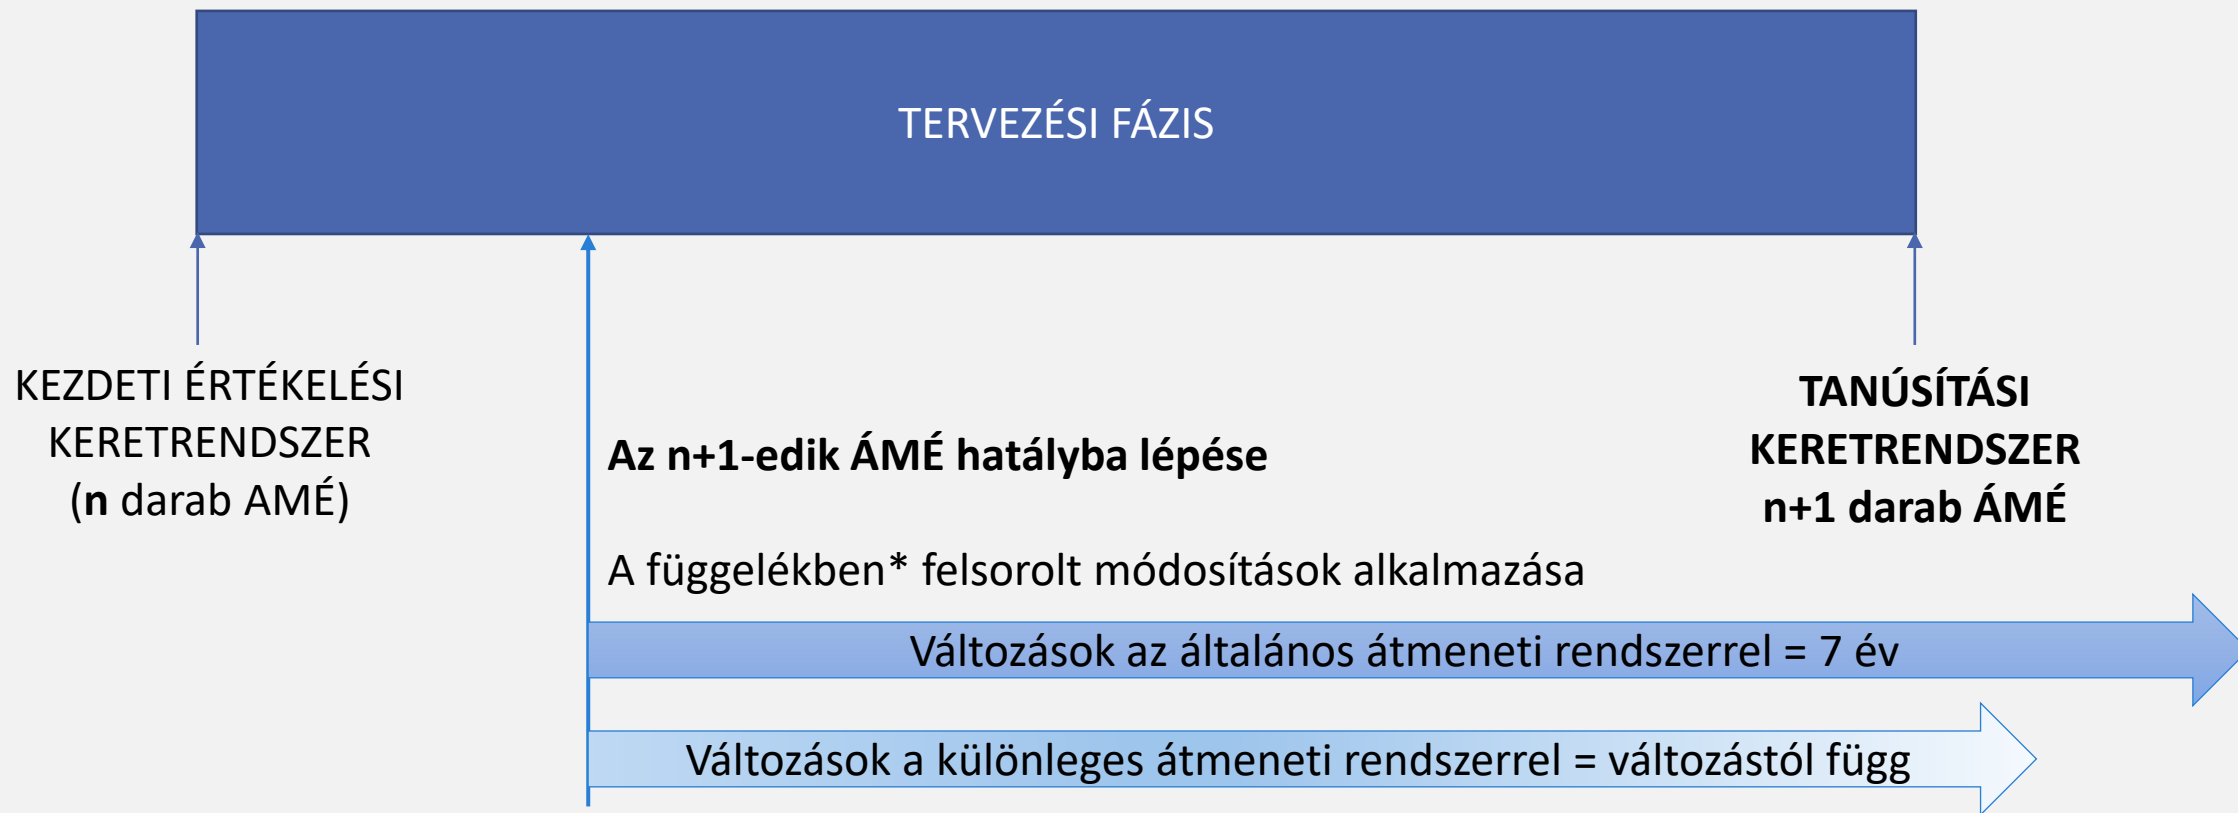 TERVEZÉSI FÁZIS
KEZDETI ÉRTÉKELÉSI
KERETRENDSZER
(n darab AMÉ)
Az n+1-edik ÁMÉ hatályba lépése
A függelékben* felsorolt módosítások alkalmazása
TANÚSÍTÁSI
KERETRENDSZER
n+1 darab ÁMÉ
Változások az általános átmeneti rendszerrel = 7 év
Változások a különleges átmeneti rendszerrel = változástól függ